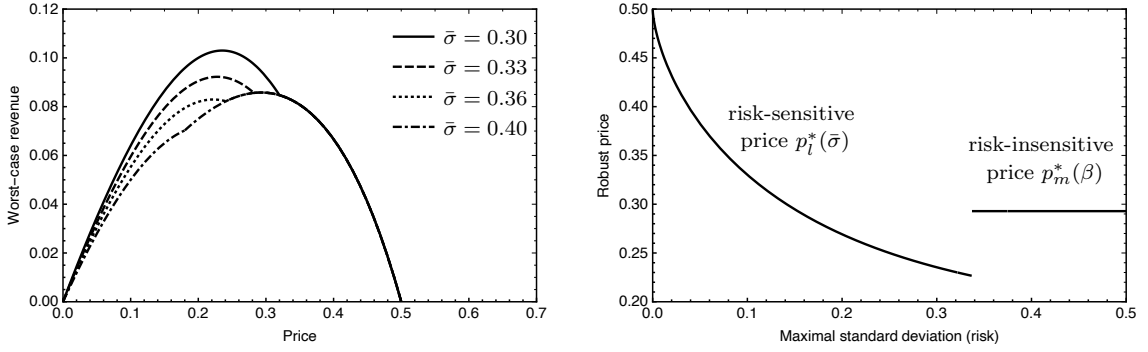 0.12
0.10
0.08
0.06
0.04
0.02
0.00
Worst-case revenue
0.0 0.1 0.2 0.3 0.4 0.5 0.6 0.7
Price
σ̄ = 0.30
σ̄ = 0.33
σ̄ = 0.36
σ̄ = 0.40
0.50
0.45
0.40
0.35
0.30
0.25
0.20
Robust price
0.0 0.1 0.2 0.3 0.4 0.5
Maximal standard deviation (risk)
risk-sensitive
price p*_l(σ̄)
risk-insensitive
price p*_m(β)